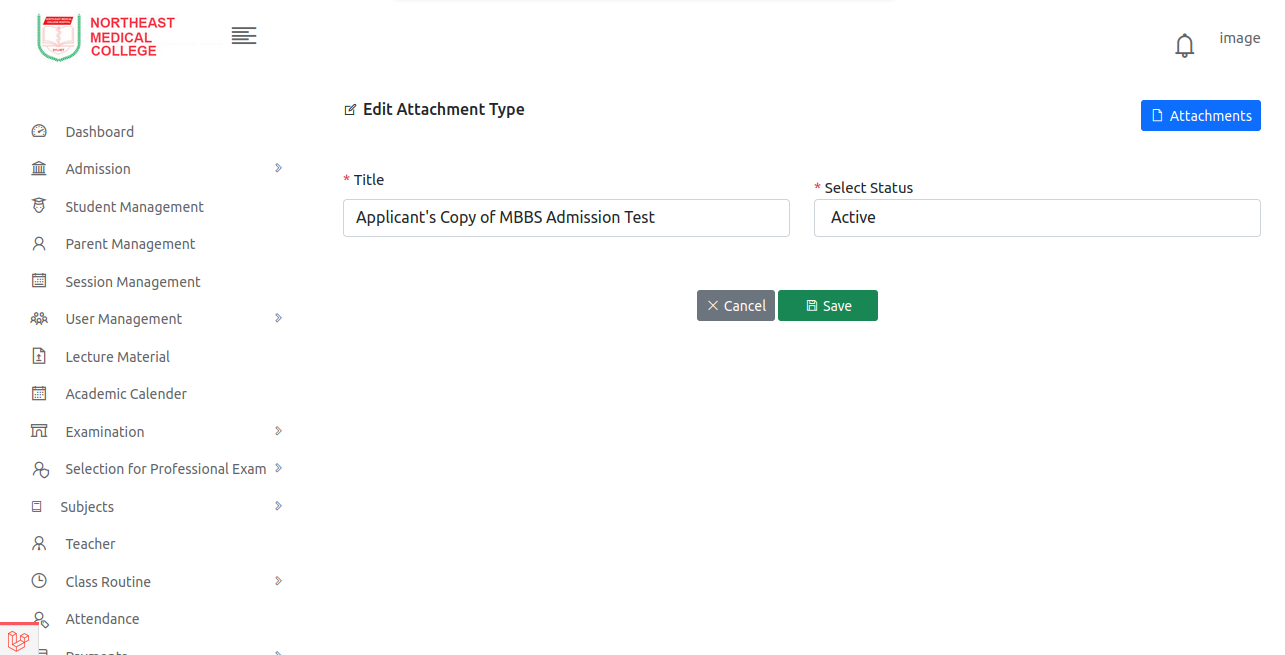 NORTHEAST
MEDICAL
COLLEGE
image
Edit Attachment Type
Attachments
Dashboard
Admission
Student Management
Parent Management
Session Management
User Management
Lecture Material
Academic Calender
Examination
Selection for Professional Exam
Subjects
Teacher
Class Routine
Attendance
Payments
* Title
Applicant's Copy of MBBS Admission Test
* Select Status
Active
Cancel
Save